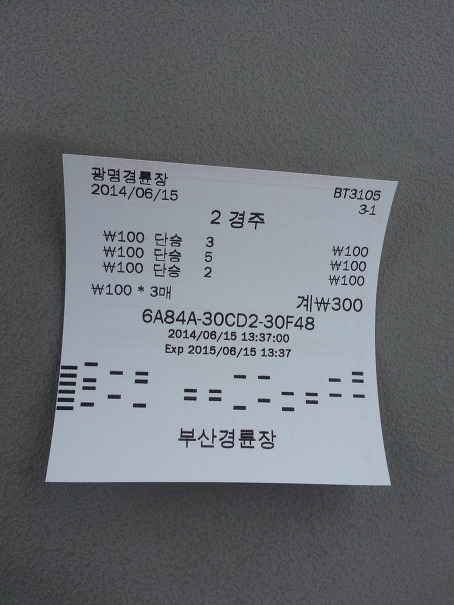 광명경륜장
2014/06/15
BT3105
3-1
2 경주
₩100 단승 3 ₩100
₩100 단승 5 ₩100
₩100 단승 2 ₩100
₩100 * 3매
계₩300
6A84A-30CD2-30F48
2014/06/15 13:37:00
Exp 2015/06/15 13:37
부산경륜장